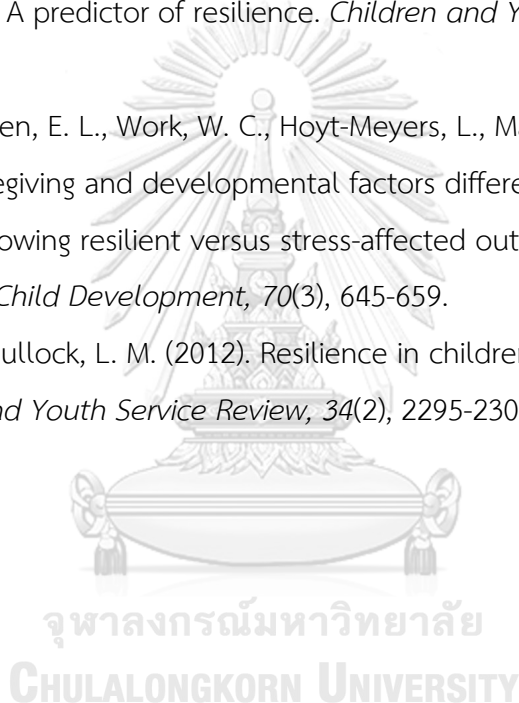 A predictor of resilience. Children and Y
en, E. L., Work, W. C., Hoyt-Meyers, L., Ma
egiving and developmental factors differe
owing resilient versus stress-affected out
Child Development, 70(3), 645-659.
ullock, L. M. (2012). Resilience in children
nd Youth Service Review, 34(2), 2295-230
จุฬาลงกรณ์มหาวิทยาลัย
CHULALONGKORN UNIVERSITY